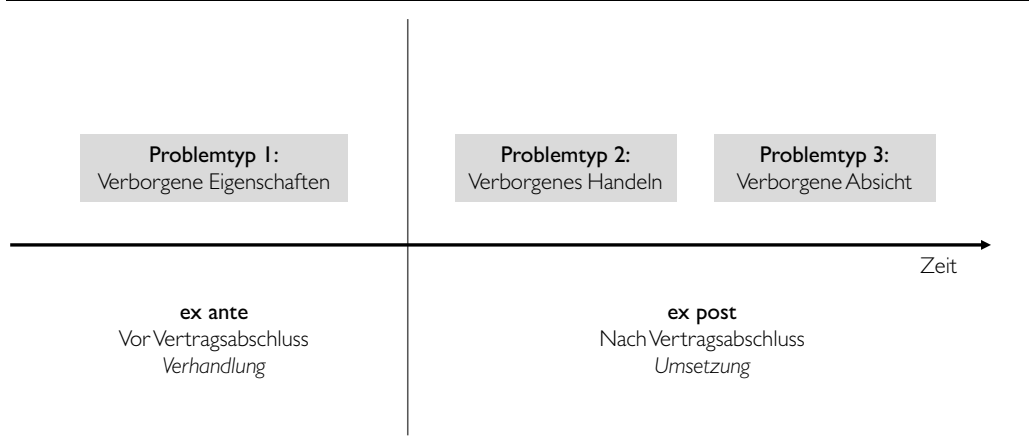 Problemtyp 1:
Verborgene Eigenschaften
Problemtyp 2:
Verborgenes Handeln
Problemtyp 3:
Verborgene Absicht
Zeit
ex ante
Vor Vertragsabschluss
Verhandlung
ex post
Nach Vertragsabschluss
Umsetzung